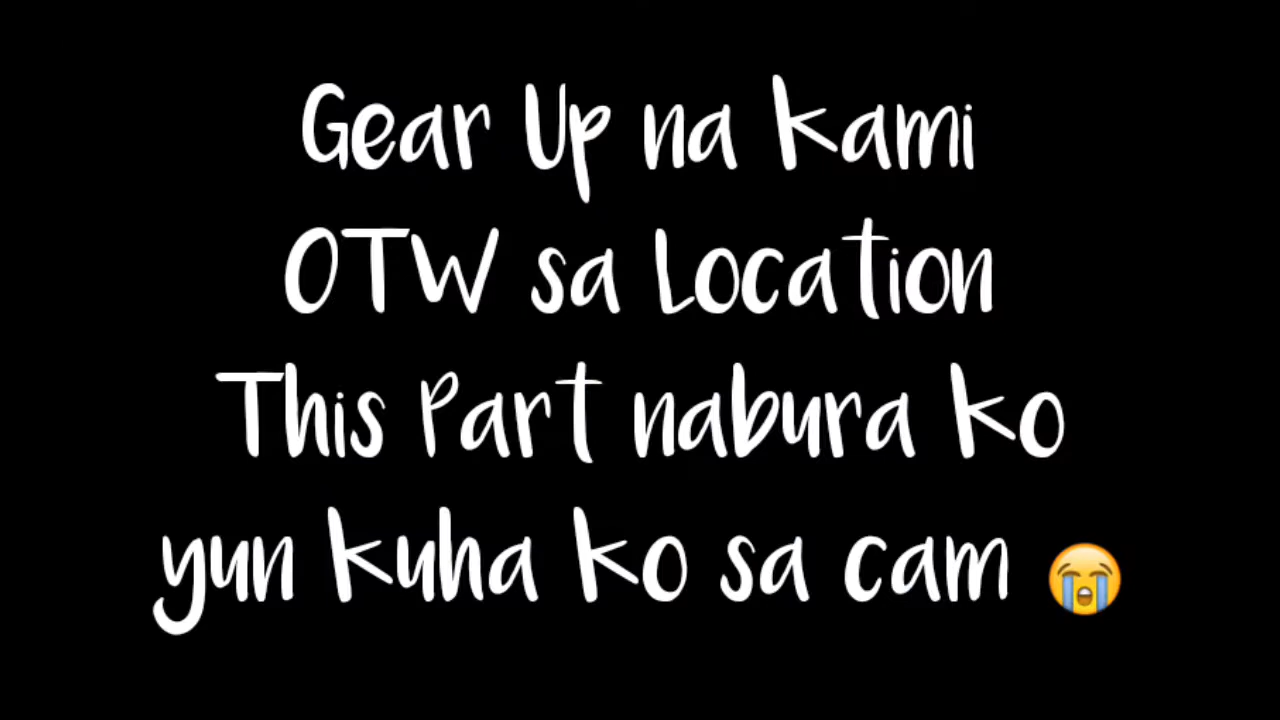 Gear Up na kami
OTW sa Location
This Part nabura ko
yun kuha ko sa cam 😭